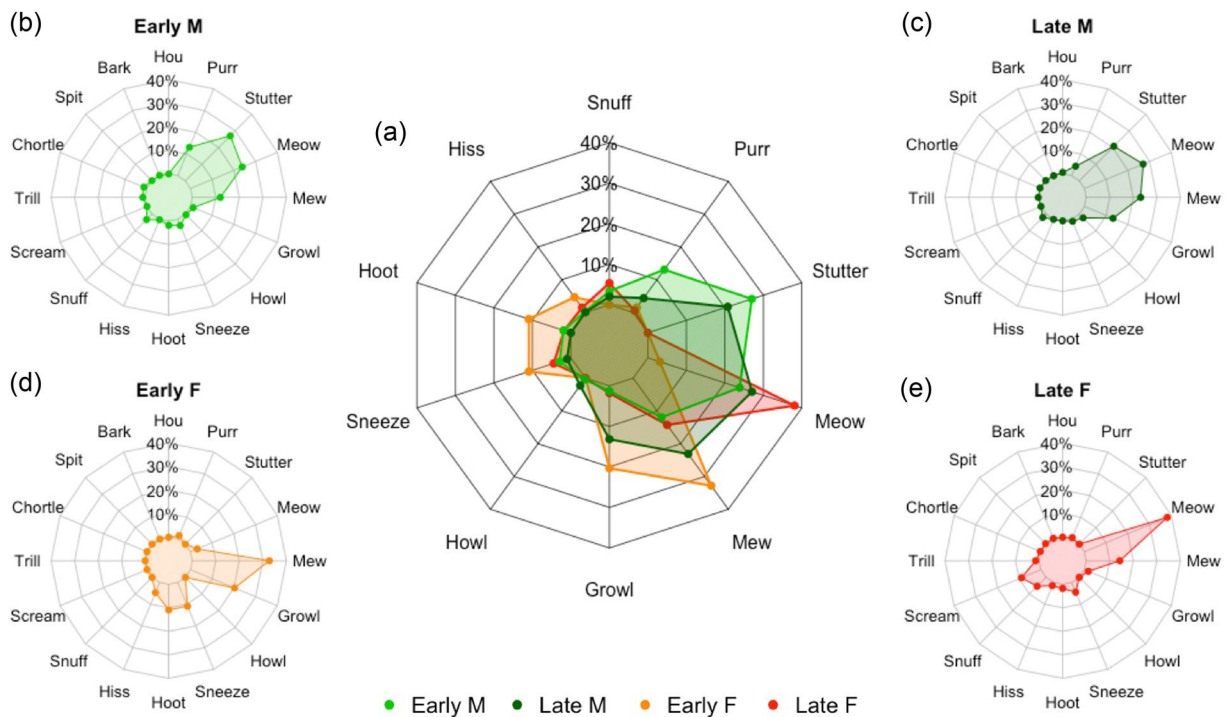 (b)
Early M
Hou
Bark
Purr
Spit
Stutter
Chortle
Meow
Trill
Mew
Scream
Growl
Snuff
Howl
Hiss
Sneeze
Hoot
40%
30%
20%
10%
(a)
Snuff
Hiss
Purr
Hoot
Stutter
Sneeze
Meow
Howl
Mew
Growl
40%
30%
20%
10%
(c)
Late M
Hou
Bark
Purr
Spit
Stutter
Chortle
Meow
Trill
Mew
Scream
Growl
Snuff
Howl
Hiss
Sneeze
Hoot
40%
30%
20%
10%
(d)
Early F
Hou
Bark
Purr
Spit
Stutter
Chortle
Meow
Trill
Mew
Scream
Growl
Snuff
Howl
Hiss
Sneeze
Hoot
40%
30%
20%
10%
(e)
Late F
Hou
Bark
Purr
Spit
Stutter
Chortle
Meow
Trill
Mew
Scream
Growl
Snuff
Howl
Hiss
Sneeze
Hoot
40%
30%
20%
10%
Early M Late M Early F Late F